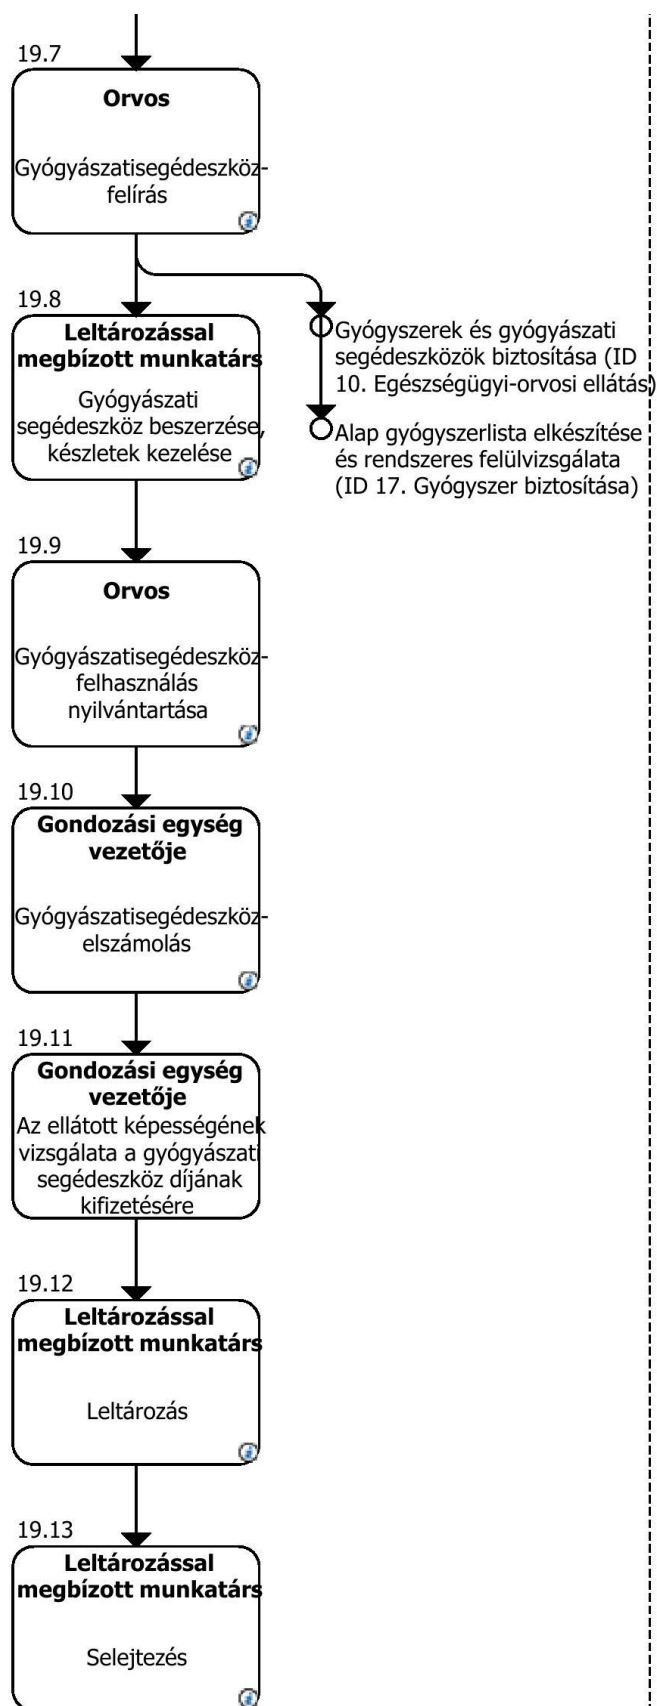 19.7
Orvos
Gyógyászatisegédeszköz-
felírás
19.8
Leltározással
megbízott munkatárs
Gyógyászati
segédeszköz beszerzése,
készletek kezelése
Gyógyszerek és gyógyászati
segédeszközök biztosítása (ID
10. Egészségügyi-orvosi ellátás)
Alap gyógyszerlista elkészítése
és rendszeres felülvizsgálata
(ID 17. Gyógyszer biztosítása)
19.9
Orvos
Gyógyászatisegédeszköz-
felhasználás
nyilvántartása
19.10
Gondozási egység
vezetője
Gyógyászatisegédeszköz-
elszámolás
19.11
Gondozási egység
vezetője
Az ellátott képességének
vizsgálata a gyógyászati
segédeszköz díjának
kifizetésére
19.12
Leltározással
megbízott munkatárs
Leltározás
19.13
Leltározással
megbízott munkatárs
Selejtezés